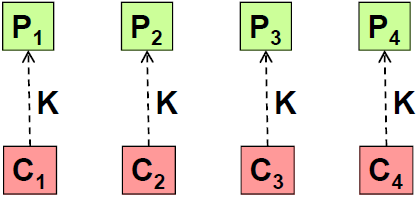 P₁ P₂ P₃ P₄
K K K K
C₁ C₂ C₃ C₄